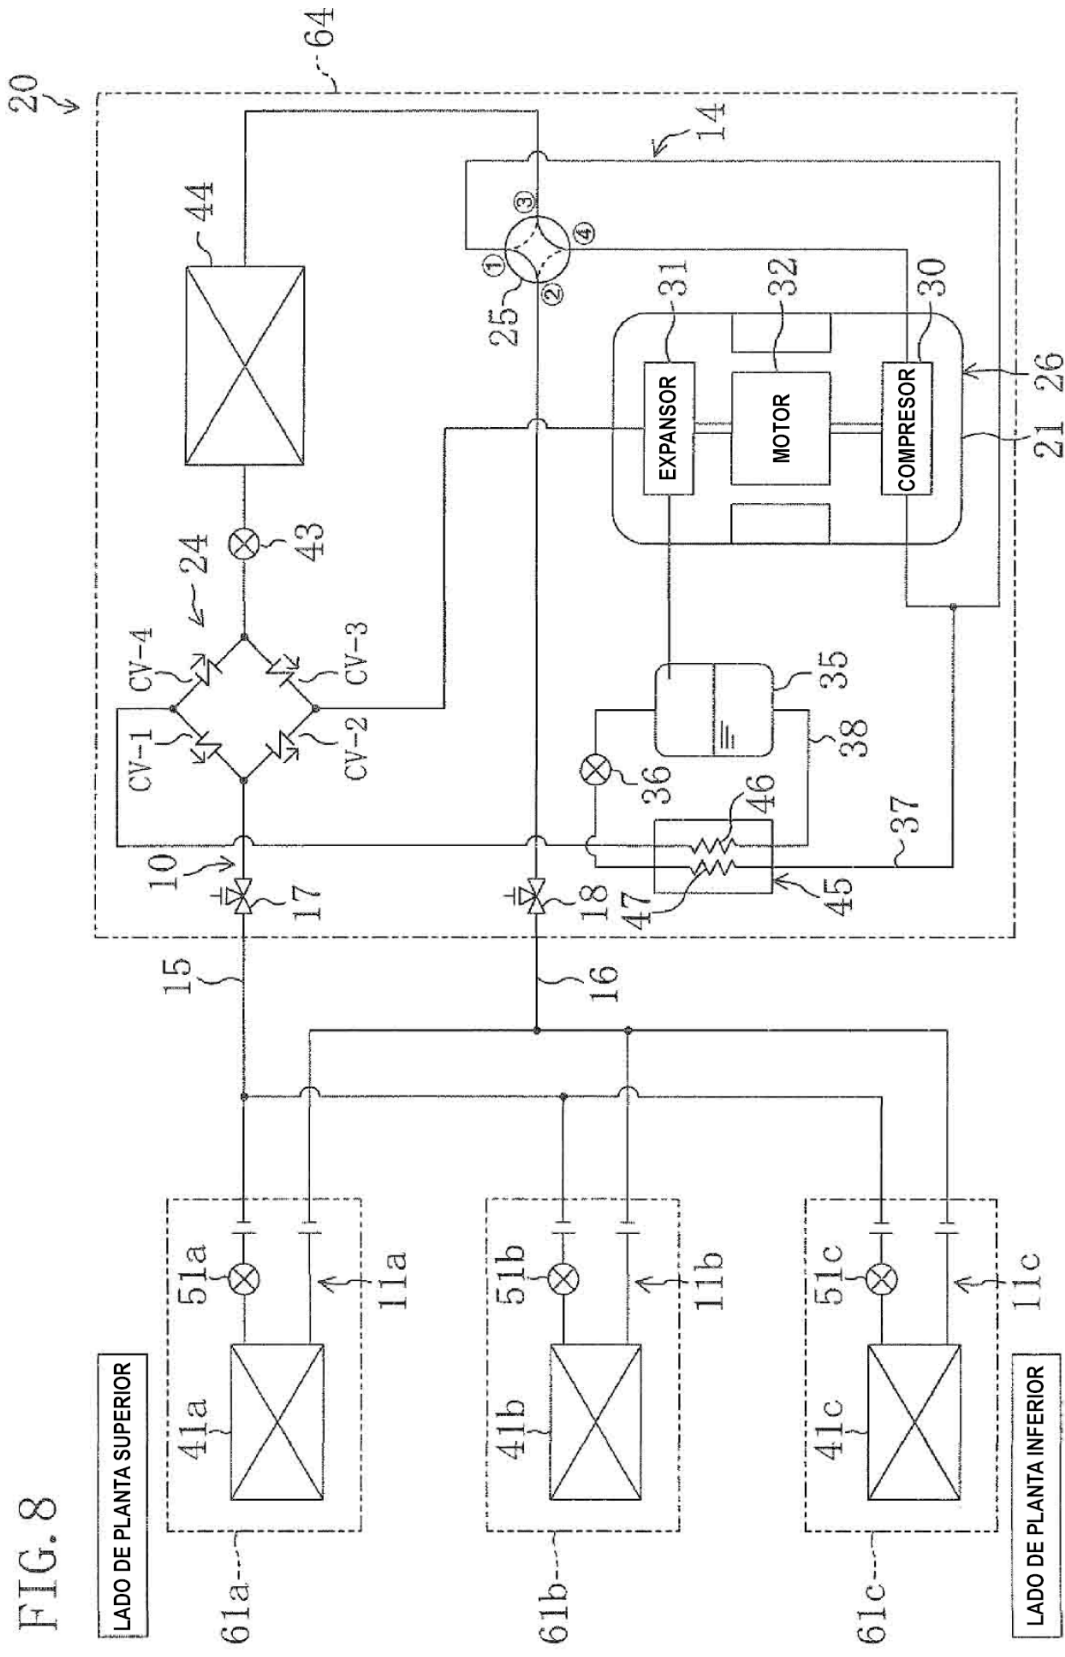 FIG.8
20
64
44
14
25
①
②
③
④
24
43
CV-4
CV-3
CV-1
CV-2
10
17
18
15
16
31
32
30
26
21
EXPANSOR
MOTOR
COMPRESOR
35
36
38
46
47
45
37
LADO DE PLANTA SUPERIOR
51a
11a
41a
61a
51b
11b
41b
61b
51c
11c
41c
61c
LADO DE PLANTA INFERIOR